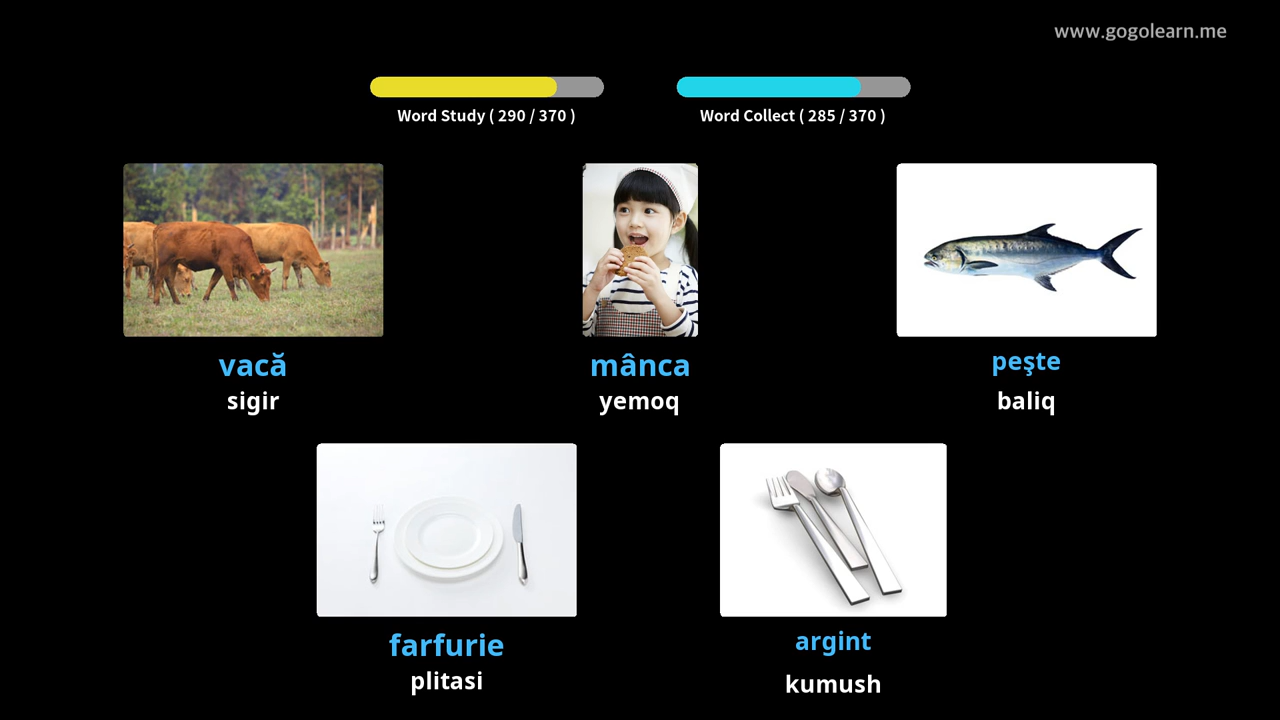 www.gogolearn.me
Word Study ( 290 / 370 )
Word Collect ( 285 / 370 )
vacă
sigir
mânca
yemoq
peşte
baliq
farfurie
plitasi
argint
kumush